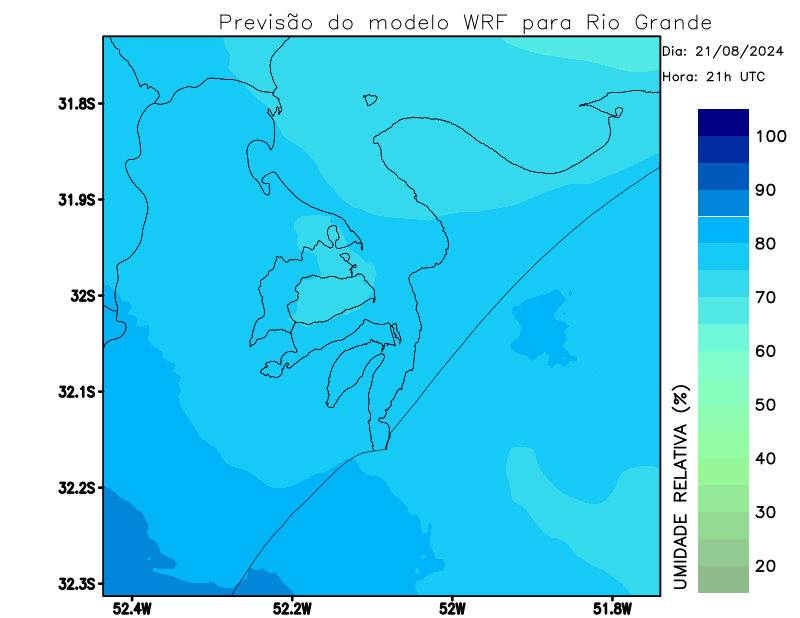 Previsão do modelo WRF para Rio Grande
Dia: 21/08/2024
Hora: 21h UTC
31.8S
31.9S
32S
32.1S
32.2S
32.3S
52.4W
52.2W
52W
51.8W
100
90
80
70
60
50
40
30
20
UMIDADE RELATIVA (%)